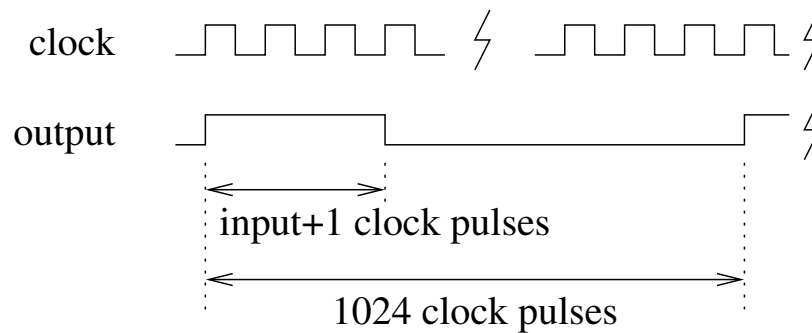 clock
output
input+1 clock pulses
1024 clock pulses